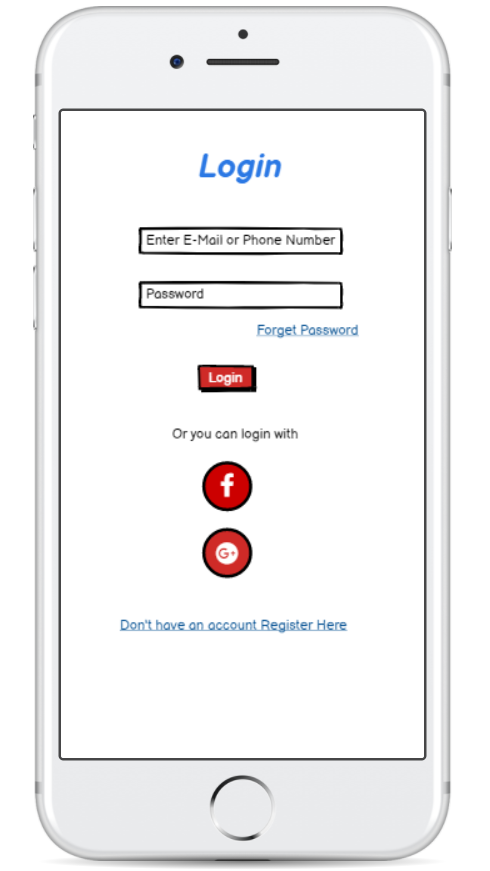 Login
Enter E-Mail or Phone Number
Password
Forget Password
Login
Or you can login with
f
G+
Don't have an account Register Here